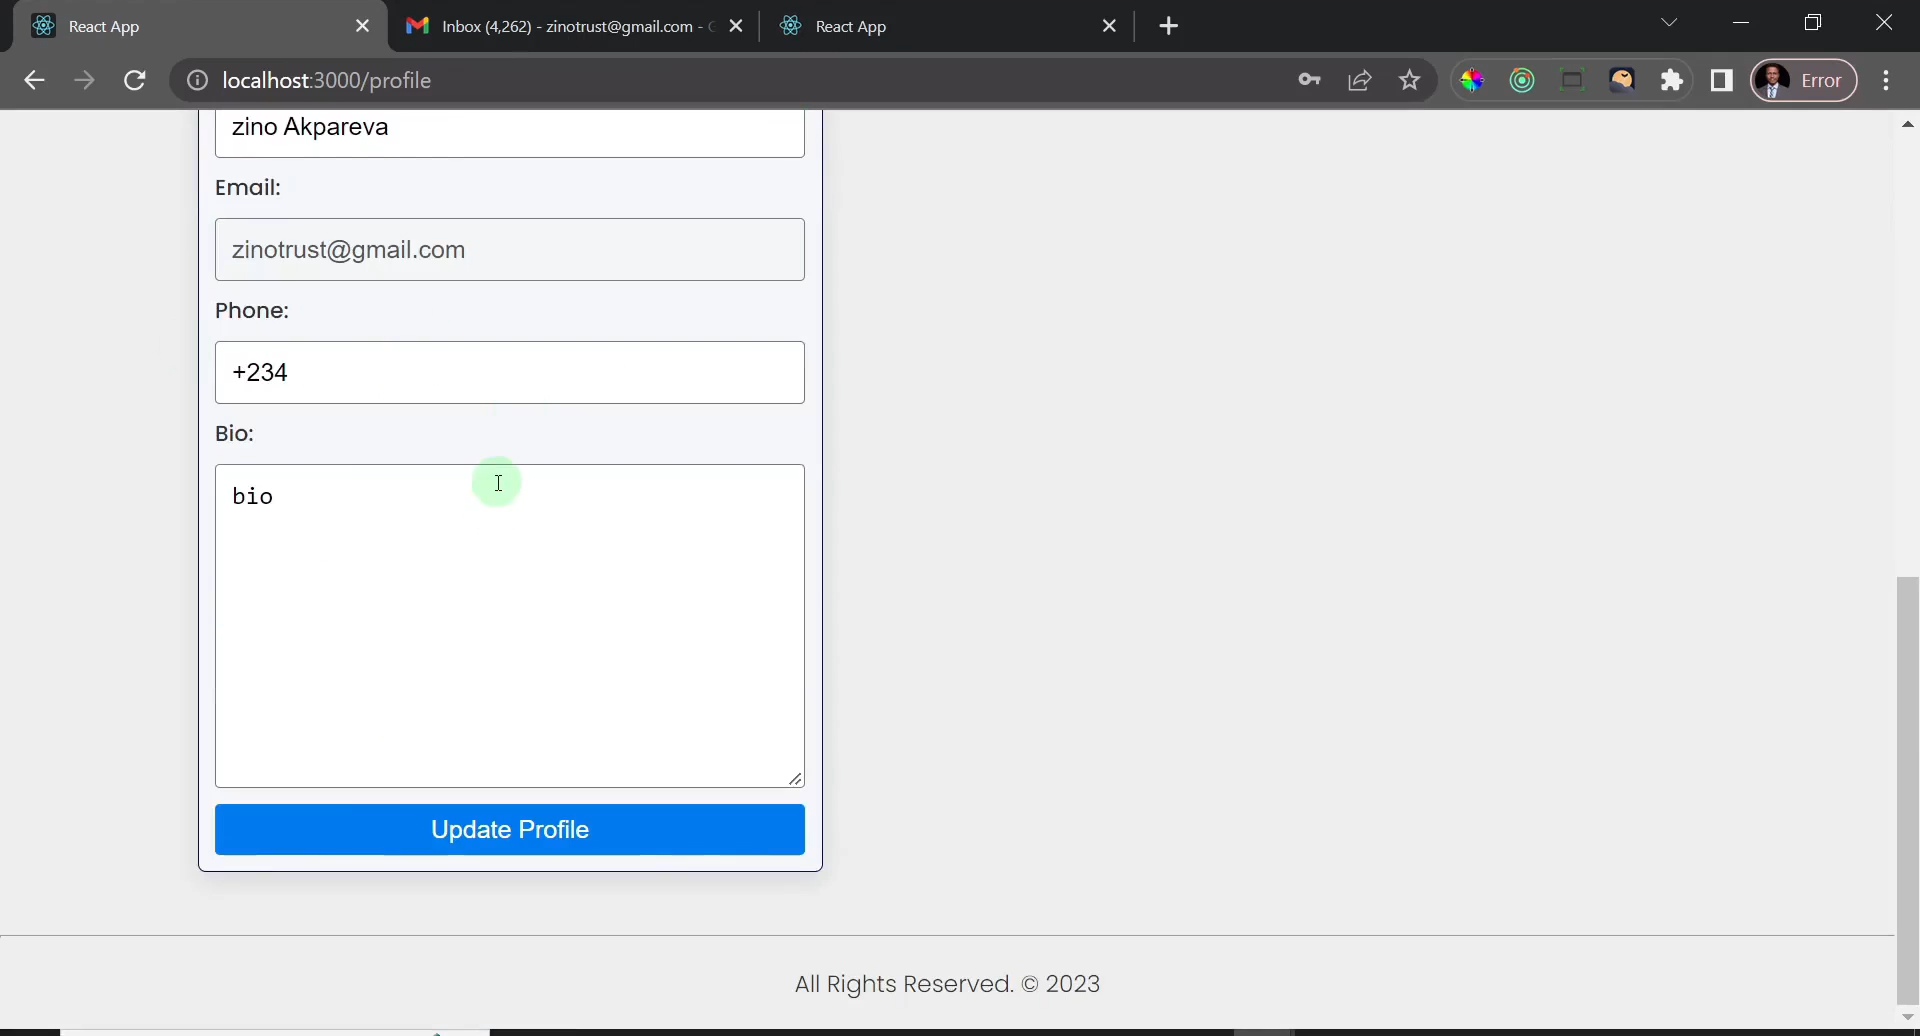 React App
Inbox (4,262) - zinotrust@gmail.com -
React App
localhost:3000/profile
Error
zino Akpareva
Email:
zinotrust@gmail.com
Phone:
+234
Bio:
bio
Update Profile
All Rights Reserved. © 2023